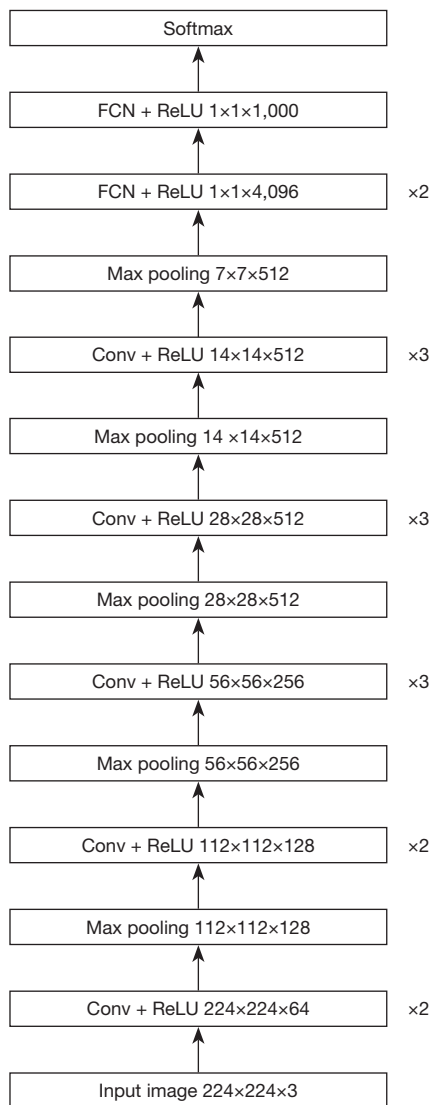 Softmax
FCN + ReLU 1×1×1,000
FCN + ReLU 1×1×4,096 ×2
Max pooling 7×7×512
Conv + ReLU 14×14×512 ×3
Max pooling 14 ×14×512
Conv + ReLU 28×28×512 ×3
Max pooling 28×28×512
Conv + ReLU 56×56×256 ×3
Max pooling 56×56×256
Conv + ReLU 112×112×128 ×2
Max pooling 112×112×128
Conv + ReLU 224×224×64 ×2
Input image 224×224×3